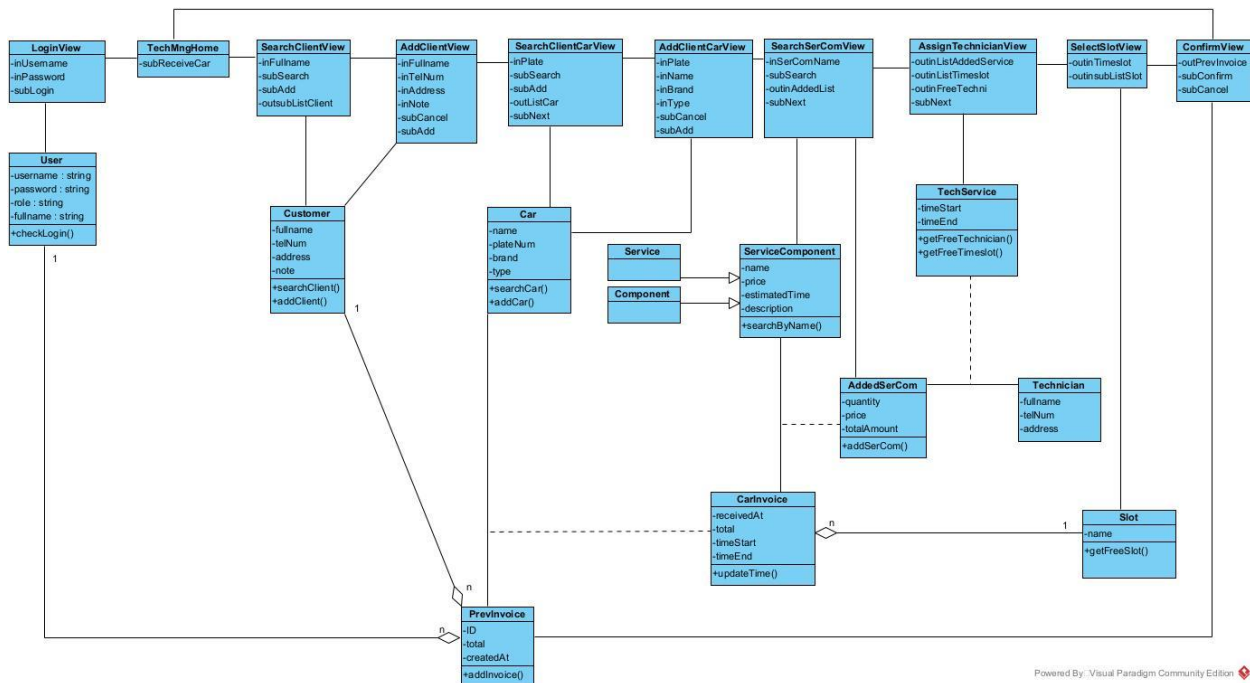 LoginView
-inUsername
-inPassword
-subLogin
TechMngHome
-subReceiveCar
SearchClientView
-inFullname
-subSearch
-subAdd
-outsubListClient
AddClientView
-inFullname
-inTelNum
-inAddress
-inNote
-subCancel
-subAdd
SearchClientCarView
-inPlate
-subSearch
-subAdd
-outListCar
-subNext
AddClientCarView
-inPlate
-inName
-inBrand
-inType
-subCancel
-subAdd
SearchSerComView
-inSerComName
-subSearch
-outinAddedList
-subNext
AssignTechnicianView
-outinListAddedService
-outinListTimeslot
-outinFreeTechni
-subNext
SelectSlotView
-outinTimeslot
-outinsubListSlot
ConfirmView
-outPrevInvoice
-subConfirm
-subCancel
User
-username : string
-password : string
-role : string
-fullname : string
+checkLogin()
1
Customer
-fullname
-telNum
-address
-note
+searchClient()
+addClient()
1
Car
-name
-plateNum
-brand
-type
+searchCar()
+addCar()
Service
Component
ServiceComponent
-name
-price
-estimatedTime
-description
+searchByName()
TechService
-timeStart
-timeEnd
+getFreeTechnician()
+getFreeTimeslot()
AddedSerCom
-quantity
-price
-totalAmount
+addSerCom()
Technician
-fullname
-telNum
-address
CarInvoice
-receivedAt
-total
-timeStart
-timeEnd
+updateTime()
n
1
Slot
-name
+getFreeSlot()
n
n
PrevInvoice
-ID
-total
-createdAt
+addInvoice()
Powered By Visual Paradigm Community Edition